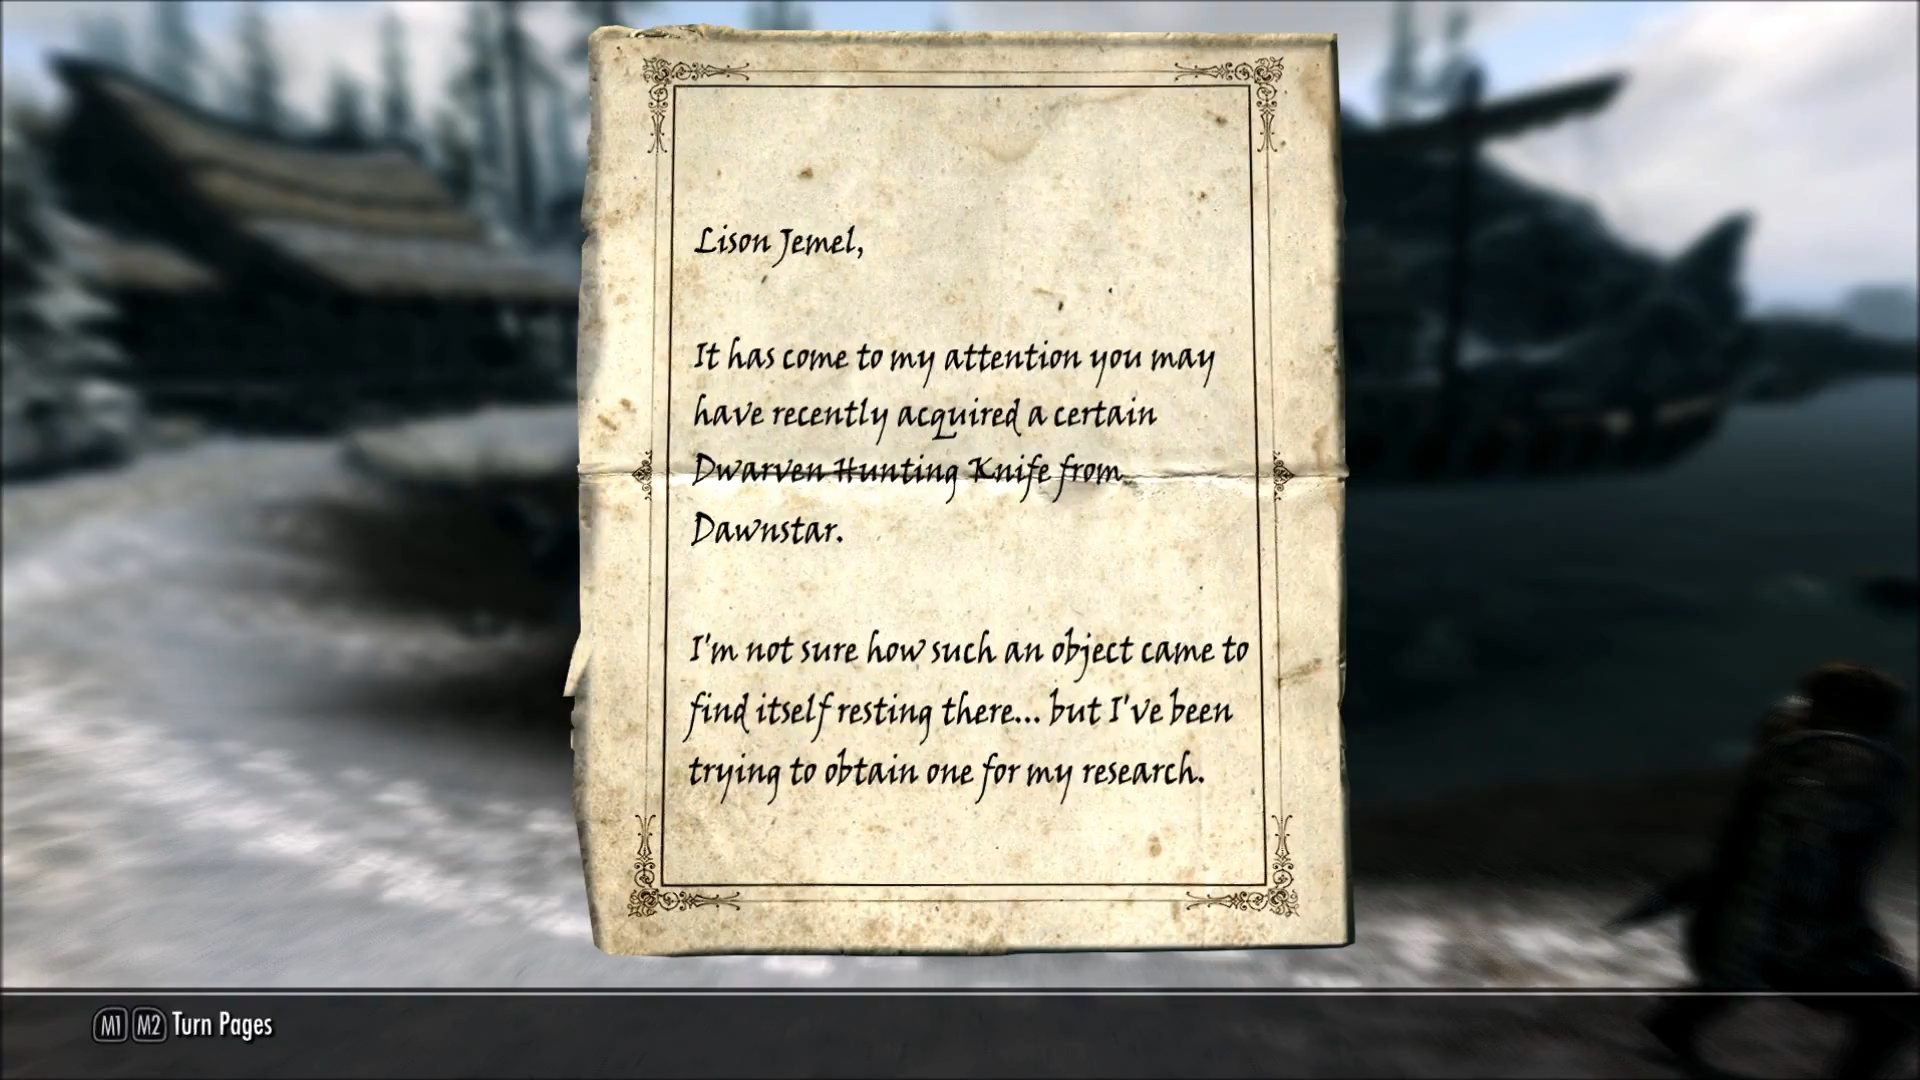 Lison Jemel,
It has come to my attention you may
have recently acquired a certain
Dwarven Hunting Knife from
Dawnstar.
I'm not sure how such an object came to
find itself resting there... but I've been
trying to obtain one for my research.
M1 M2 Turn Pages